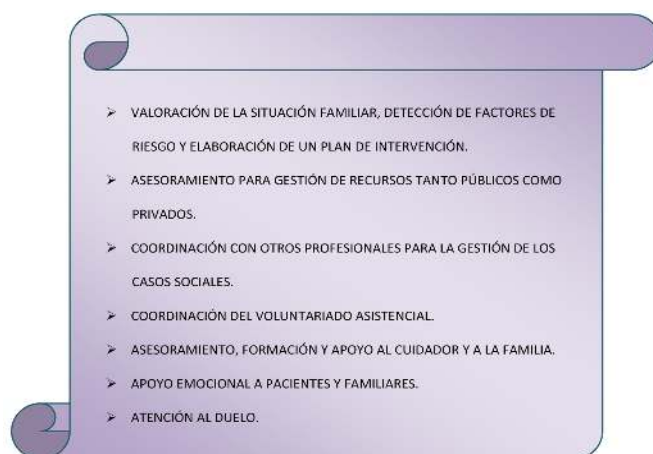 ➤ VALORACIÓN DE LA SITUACIÓN FAMILIAR, DETECCIÓN DE FACTORES DE
RIESGO Y ELABORACIÓN DE UN PLAN DE INTERVENCIÓN.
➤ ASESORAMIENTO PARA GESTIÓN DE RECURSOS TANTO PÚBLICOS COMO
PRIVADOS.
➤ COORDINACIÓN CON OTROS PROFESIONALES PARA LA GESTIÓN DE LOS
CASOS SOCIALES.
➤ COORDINACIÓN DEL VOLUNTARIADO ASISTENCIAL.
➤ ASESORAMIENTO, FORMACIÓN Y APOYO AL CUIDADOR Y A LA FAMILIA.
➤ APOYO EMOCIONAL A PACIENTES Y FAMILIARES.
➤ ATENCIÓN AL DUELO.